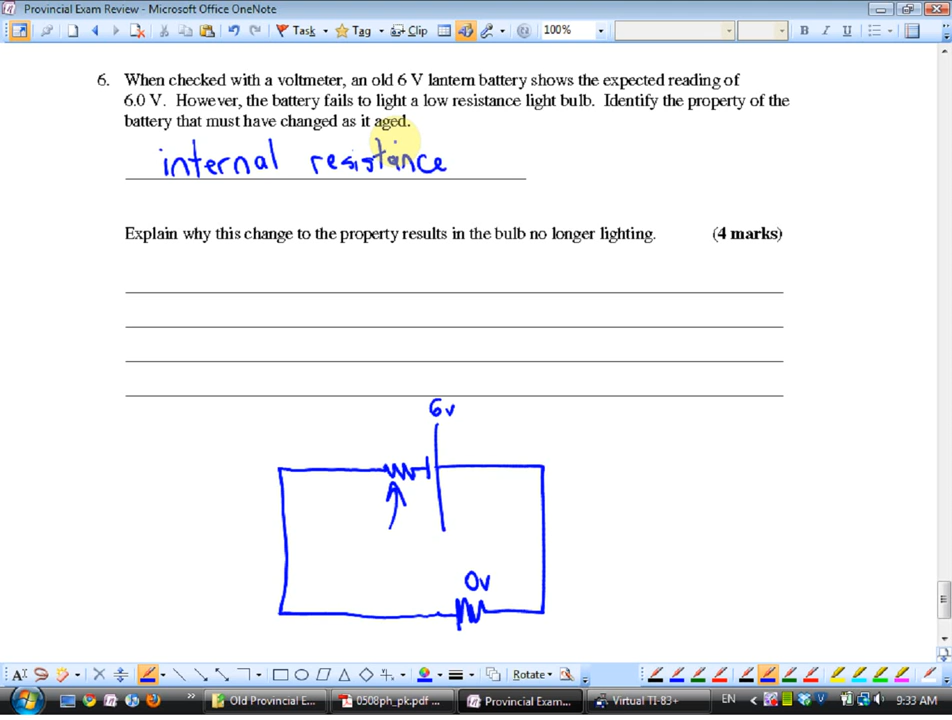 Provincial Exam Review - Microsoft Office OneNote
Task Tag Clip 100% B I U
6. When checked with a voltmeter, an old 6 V lantern battery shows the expected reading of
6.0 V. However, the battery fails to light a low resistance light bulb. Identify the property of the
battery that must have changed as it aged.
internal resistance
Explain why this change to the property results in the bulb no longer lighting. (4 marks)
6v
0v
Rotate
Old Provincial E... 0508ph_pk.pdf ... Provincial Exam... Virtual TI-83+ EN 9:33 AM